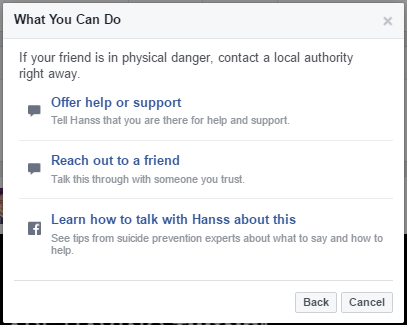 What You Can Do
If your friend is in physical danger, contact a local authority
right away.
Offer help or support
Tell Hanss that you are there for help and support.
Reach out to a friend
Talk this through with someone you trust.
Learn how to talk with Hanss about this
See tips from suicide prevention experts about what to say and how to
help.
Back Cancel